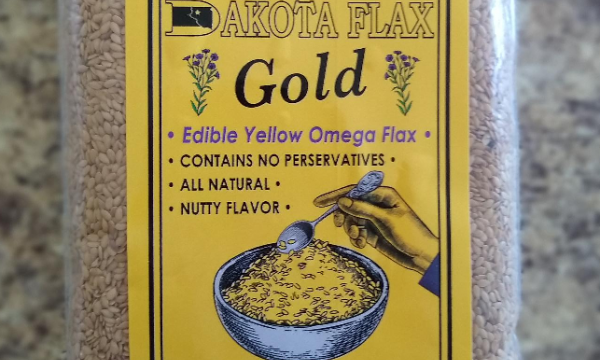 DAKOTA FLAX
Gold
• Edible Yellow Omega Flax •
• CONTAINS NO PERSERVATIVES •
• ALL NATURAL •
• NUTTY FLAVOR •